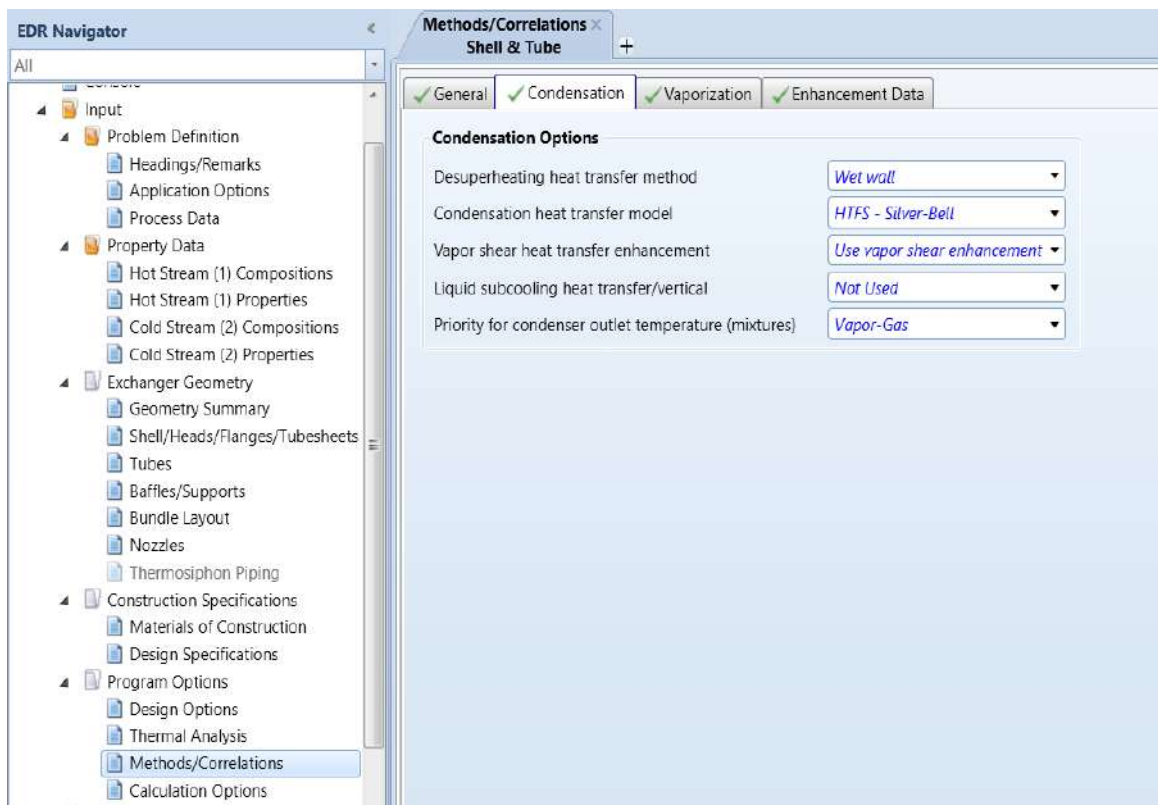 EDR Navigator
All
Console
Input
Problem Definition
Headings/Remarks
Application Options
Process Data
Property Data
Hot Stream (1) Compositions
Hot Stream (1) Properties
Cold Stream (2) Compositions
Cold Stream (2) Properties
Exchanger Geometry
Geometry Summary
Shell/Heads/Flanges/Tubesheets
Tubes
Baffles/Supports
Bundle Layout
Nozzles
Thermosiphon Piping
Construction Specifications
Materials of Construction
Design Specifications
Program Options
Design Options
Thermal Analysis
Methods/Correlations
Calculation Options
Methods/Correlations
Shell & Tube
General Condensation Vaporization Enhancement Data
Condensation Options
Desuperheating heat transfer method Wet wall
Condensation heat transfer model HTFS - Silver-Bell
Vapor shear heat transfer enhancement Use vapor shear enhancement
Liquid subcooling heat transfer/vertical Not Used
Priority for condenser outlet temperature (mixtures) Vapor-Gas